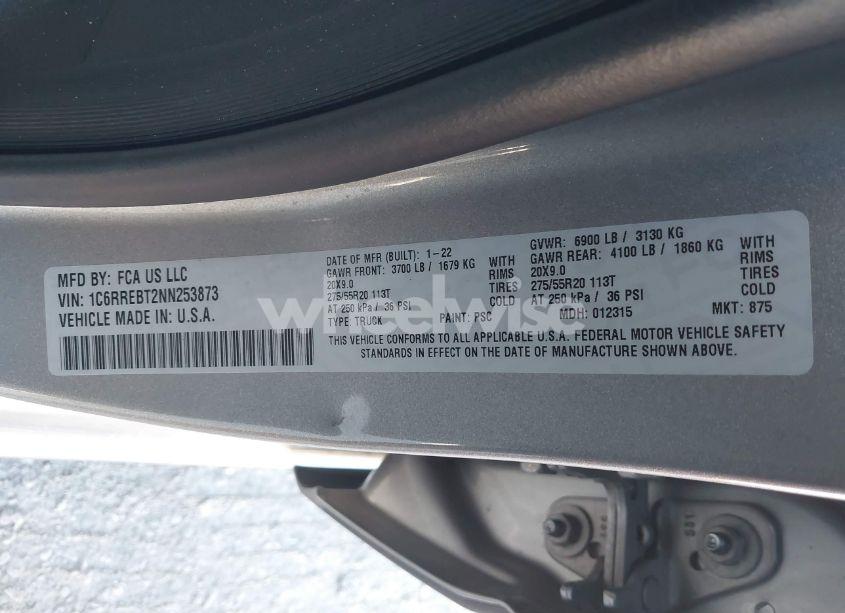 MFD BY: FCA US LLC
VIN: 1C6RREBT2NN253873
VEHICLE MADE IN: U.S.A.
DATE OF MFR (BUILT): 1-22
GAWR FRONT: 3700 LB / 1679 KG WITH
20X9.0 RIMS
275/55R20 113T TIRES
AT 250 kPa / 36 PSI COLD
TYPE: TRUCK PAINT: PSC
GVWR: 6900 LB / 3130 KG
GAWR REAR: 4100 LB / 1860 KG WITH
20X9.0 RIMS
275/55R20 113T TIRES
AT 250 kPa / 36 PSI COLD
MDH: 012315 MKT: 875
THIS VEHICLE CONFORMS TO ALL APPLICABLE U.S.A. FEDERAL MOTOR VEHICLE SAFETY
STANDARDS IN EFFECT ON THE DATE OF MANUFACTURE SHOWN ABOVE.
wheelwise